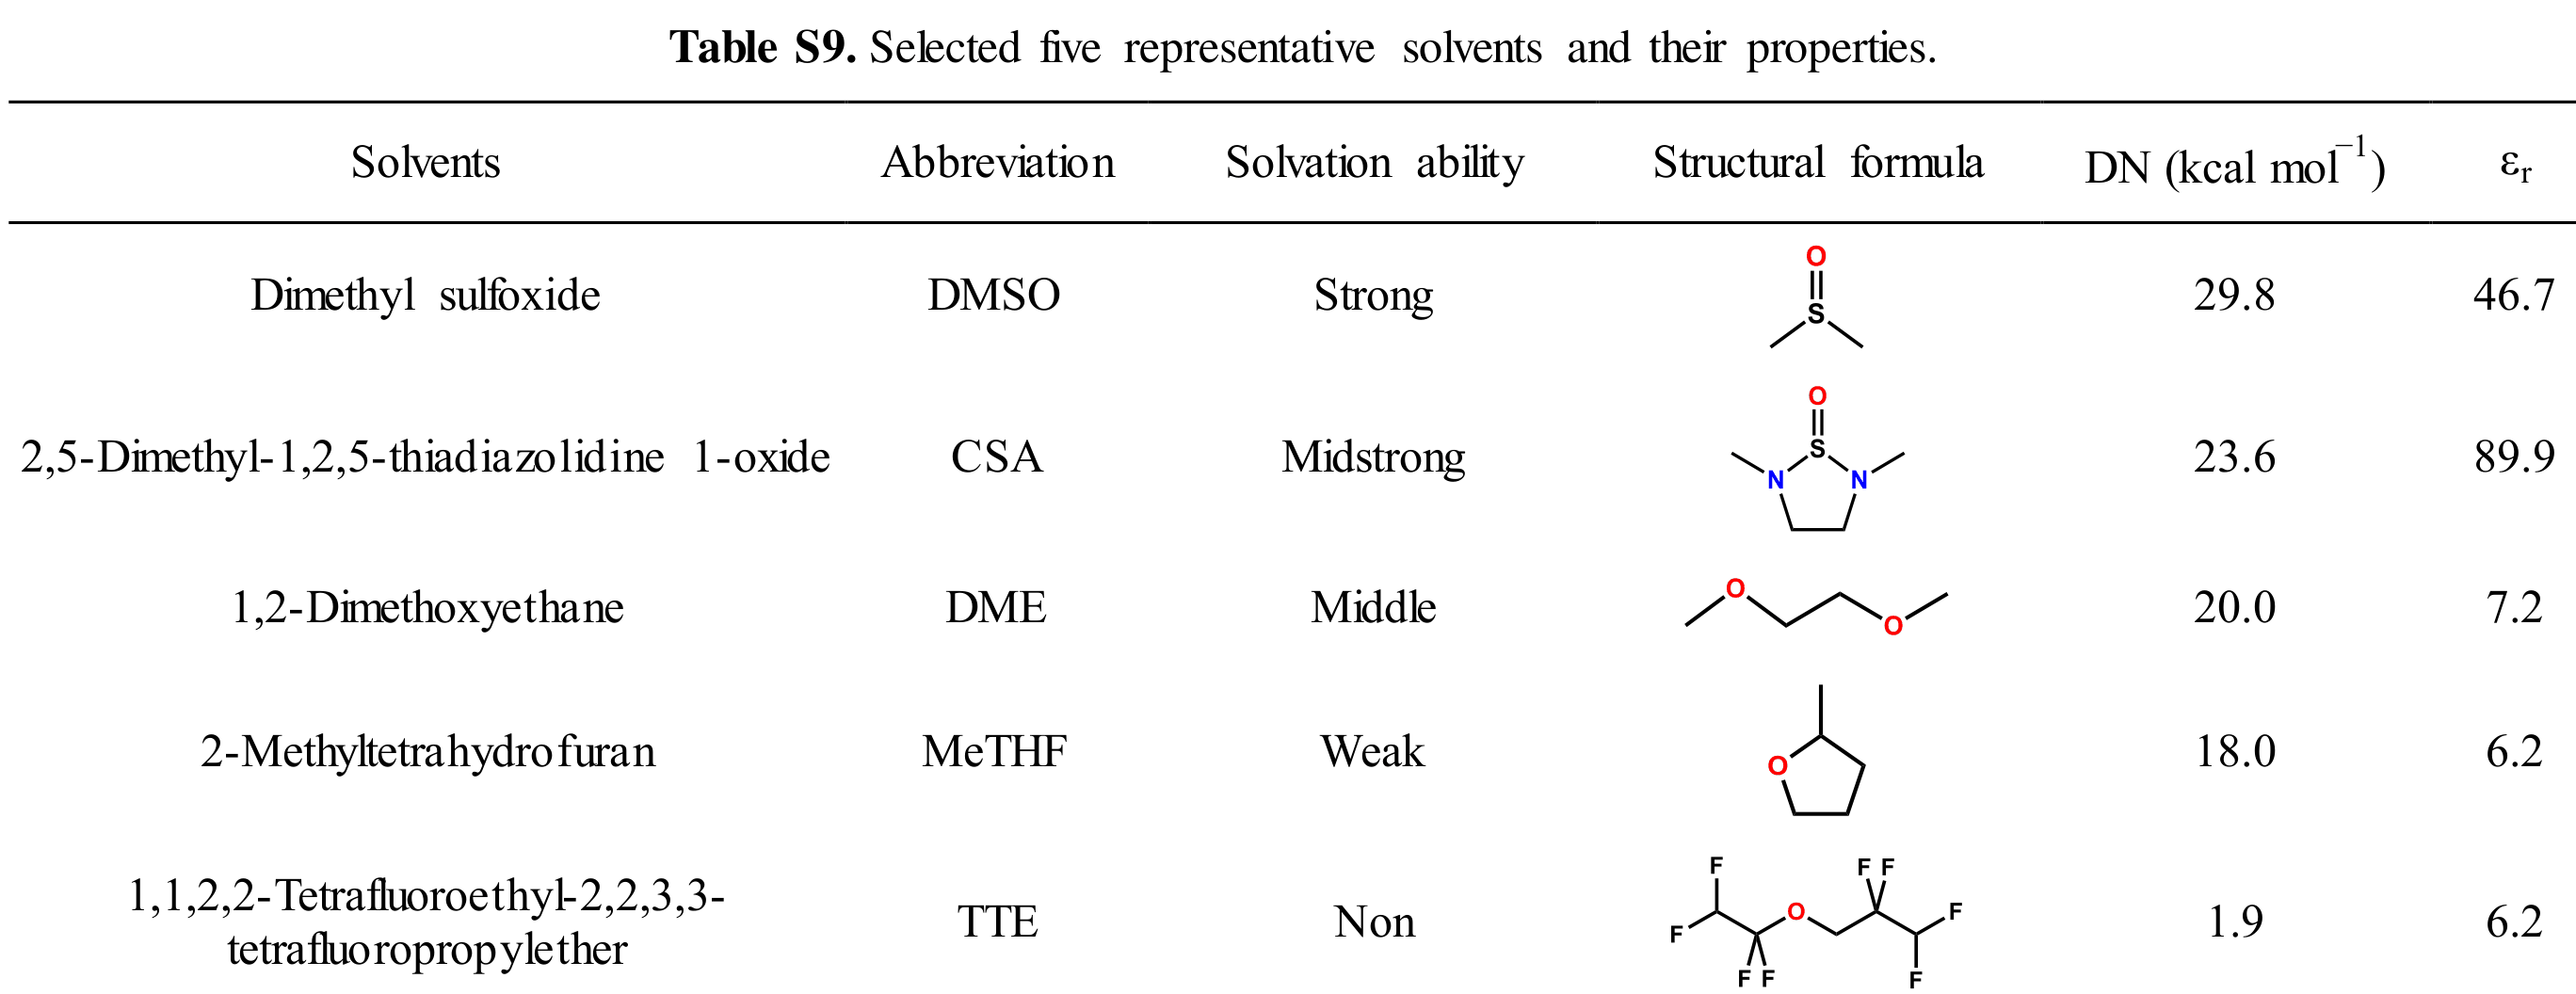 Table S9. Selected five representative solvents and their properties.
Solvents Abbreviation Solvation ability Structural formula DN (kcal mol⁻¹) εr
O
S
Dimethyl sulfoxide DMSO Strong 29.8 46.7
O
S
N N
2,5-Dimethyl-1,2,5-thiadiazolidine 1-oxide CSA Midstrong 23.6 89.9
O
O
1,2-Dimethoxyethane DME Middle 20.0 7.2
O
2-Methyltetrahydrofuran MeTHF Weak 18.0 6.2
F F F
1,1,2,2-Tetrafluoroethyl-2,2,3,3-
tetrafluoropropylether TTE Non 1.9 6.2
O F
F
F F F